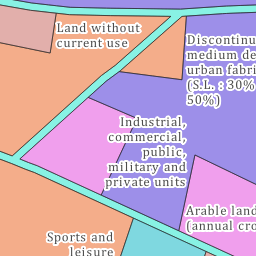 Land without
current use
Discontinu
medium de
urban fabri
(S.L. : 30%
50%)
Industrial,
commercial,
public,
military and
private units
Arable land
(annual cro
Sports and
leisure